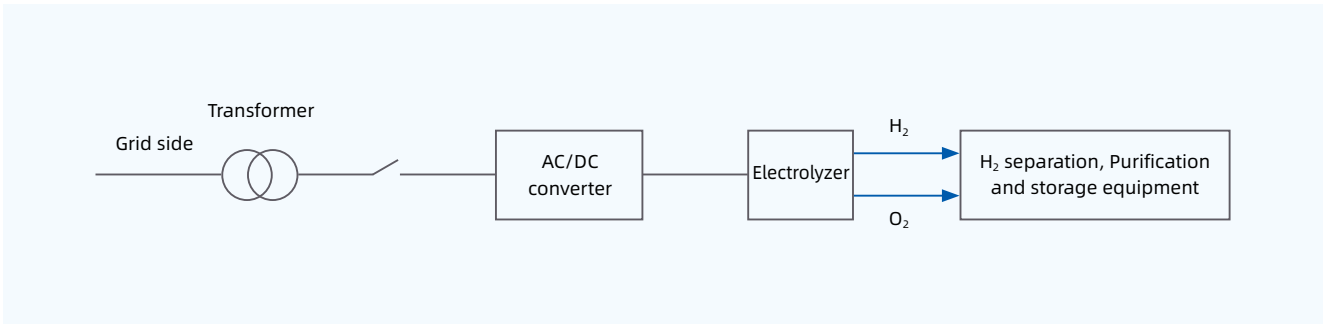 Transformer
Grid side
AC/DC
converter
Electrolyzer
H₂
O₂
H₂ separation, Purification
and storage equipment